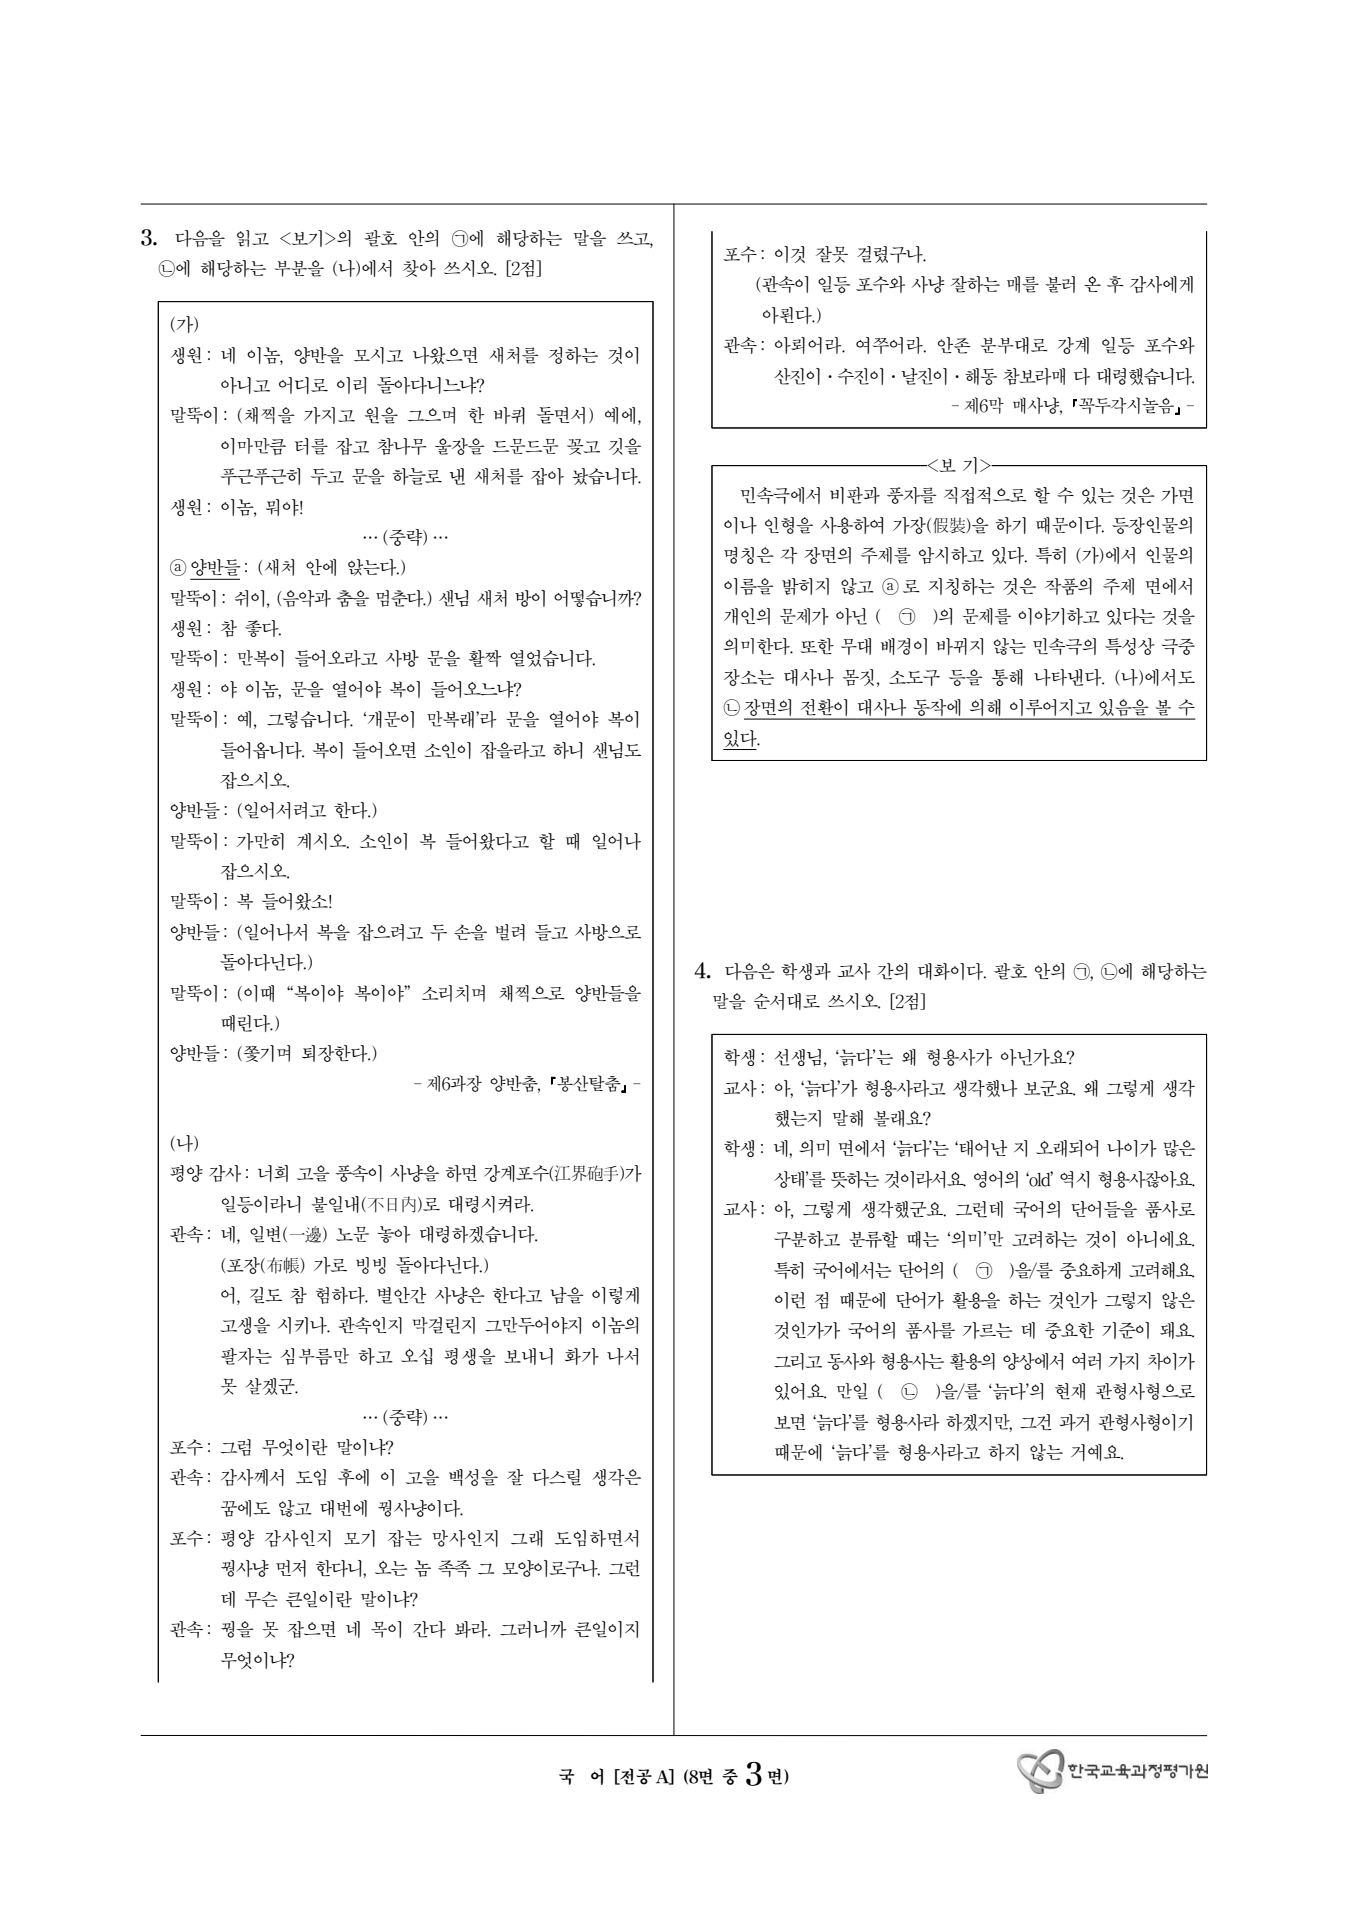 3. 다음을 읽고 <보기>의 괄호 안의 ㉠에 해당하는 말을 쓰고,
㉡에 해당하는 부분을 (나)에서 찾아 쓰시오. [2점]
(가)
생원: 네 이놈, 양반을 모시고 나왔으면 새처를 정하는 것이
아니고 어디로 이리 돌아다니느냐?
말뚝이: (채찍을 가지고 원을 그으며 한 바퀴 돌면서) 예에,
이마만큼 터를 잡고 참나무 울장을 드문드문 꽂고 깃을
푸근푸근히 두고 문을 하늘로 낸 새처를 잡아 놨습니다.
생원: 이놈, 뭐야!
…(중략)…
ⓐ양반들: (새처 안에 앉는다.)
말뚝이: 쉬이, (음악과 춤을 멈춘다.) 샌님 새처 방이 어떻습니까?
생원: 참 좋다.
말뚝이: 만복이 들어오라고 사방 문을 활짝 열었습니다.
생원: 야 이놈, 문을 열어야 복이 들어오느냐?
말뚝이: 예, 그렇습니다. ‘개문이 만복래’라 문을 열어야 복이
들어옵니다. 복이 들어오면 소인이 잡을라고 하니 샌님도
잡으시오.
양반들: (일어서려고 한다.)
말뚝이: 가만히 계시오. 소인이 복 들어왔다고 할 때 일어나
잡으시오.
말뚝이: 복 들어왔소!
양반들: (일어나서 복을 잡으려고 두 손을 벌려 들고 사방으로
돌아다닌다.)
말뚝이: (이때 “복이야 복이야” 소리치며 채찍으로 양반들을
때린다.)
양반들: (쫓기며 퇴장한다.)
- 제6과장 양반춤, 『봉산탈춤』 -
(나)
평양 감사: 너희 고을 풍속이 사냥을 하면 강계포수(江界砲手)가
일등이라니 불일내(不日內)로 대령시켜라.
관속: 네, 일변(一邊) 노문 놓아 대령하겠습니다.
(포장(布帳) 가로 빙빙 돌아다닌다.)
어, 길도 참 험하다. 별안간 사냥은 한다고 남을 이렇게
고생을 시키나. 관속인지 막걸린지 그만두어야지 이놈의
팔자는 심부름만 하고 오십 평생을 보내니 화가 나서
못 살겠군.
…(중략)…
포수: 그럼 무엇이란 말이냐?
관속: 감사께서 도임 후에 이 고을 백성을 잘 다스릴 생각은
꿈에도 않고 대번에 꿩사냥이다.
포수: 평양 감사인지 모기 잡는 망사인지 그래 도임하면서
꿩사냥 먼저 한다니, 오는 놈 족족 그 모양이로구나. 그런
데 무슨 큰일이란 말이냐?
관속: 꿩을 못 잡으면 네 목이 간다 봐라. 그러니까 큰일이지
무엇이냐?
포수: 이것 잘못 걸렸구나.
(관속이 일등 포수와 사냥 잘하는 매를 불러 온 후 감사에게
아뢴다.)
관속: 아뢰어라. 여쭈어라. 안존 분부대로 강계 일등 포수와
산진이·수진이·날진이·해동 참보라매 다 대령했습니다.
- 제6막 매사냥, 『꼭두각시놀음』 -
<보 기>
민속극에서 비판과 풍자를 직접적으로 할 수 있는 것은 가면
이나 인형을 사용하여 가장(假裝)을 하기 때문이다. 등장인물의
명칭은 각 장면의 주제를 암시하고 있다. 특히 (가)에서 인물의
이름을 밝히지 않고 ⓐ로 지칭하는 것은 작품의 주제 면에서
개인의 문제가 아닌 ( ㉠ )의 문제를 이야기하고 있다는 것을
의미한다. 또한 무대 배경이 바뀌지 않는 민속극의 특성상 극중
장소는 대사나 몸짓, 소도구 등을 통해 나타낸다. (나)에서도
㉡장면의 전환이 대사나 동작에 의해 이루어지고 있음을 볼 수
있다.
4. 다음은 학생과 교사 간의 대화이다. 괄호 안의 ㉠, ㉡에 해당하는
말을 순서대로 쓰시오. [2점]
학생: 선생님, ‘늙다’는 왜 형용사가 아닌가요?
교사: 아, ‘늙다’가 형용사라고 생각했나 보군요. 왜 그렇게 생각
했는지 말해 볼래요?
학생: 네, 의미 면에서 ‘늙다’는 ‘태어난 지 오래되어 나이가 많은
상태’를 뜻하는 것이라서요. 영어의 ‘old’ 역시 형용사잖아요.
교사: 아, 그렇게 생각했군요. 그런데 국어의 단어들을 품사로
구분하고 분류할 때는 ‘의미’만 고려하는 것이 아니에요.
특히 국어에서는 단어의 ( ㉠ )을/를 중요하게 고려해요.
이런 점 때문에 단어가 활용을 하는 것인가 그렇지 않은
것인가가 국어의 품사를 가르는 데 중요한 기준이 돼요.
그리고 동사와 형용사는 활용의 양상에서 여러 가지 차이가
있어요. 만일 ( ㉡ )을/를 ‘늙다’의 현재 관형사형으로
보면 ‘늙다’를 형용사라 하겠지만, 그건 과거 관형사형이기
때문에 ‘늙다’를 형용사라고 하지 않는 거예요.
국 어 [전공 A] (8면 중 3 면)
한국교육과정평가원